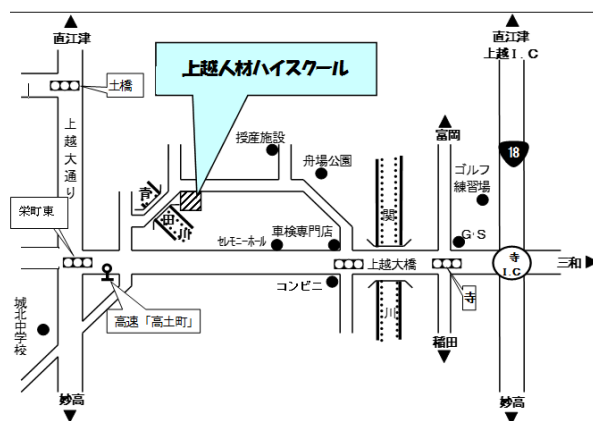 直江津
直江津
上越I.C
上越人材ハイスクール
土橋
上越大通り
授産施設
舟場公園
富岡
18
ゴルフ
練習場
青
田
川
関
栄町東
セレモニーホール
車検専門店
G・S
寺
I.C
三和
上越大橋
コンビニ
寺
高速「高土町」
川
城北中学校
稲田
妙高
妙高